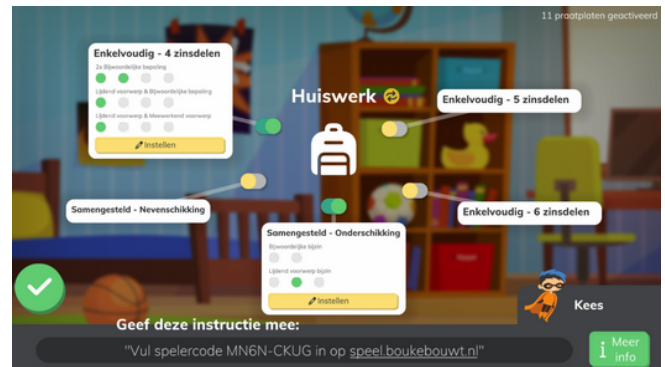 11 praatplaten geactiveerd
Enkelvoudig - 4 zinsdelen
2x Bijwoordelijke bepaling
Lijdend voorwerp & Bijwoordelijke bepaling
Lijdend voorwerp & Meewerkend voorwerp
Instellen
Huiswerk
Enkelvoudig - 5 zinsdelen
Samengesteld - Nevenschikking
Enkelvoudig - 6 zinsdelen
Samengesteld - Onderschikking
Bijwoordelijke bijzin
Lijdend voorwerp bijzin
Instellen
Kees
Geef deze instructie mee:
"Vul spelercode MN6N-CKUG in op speel.boukebouwt.nl"
i Meer info